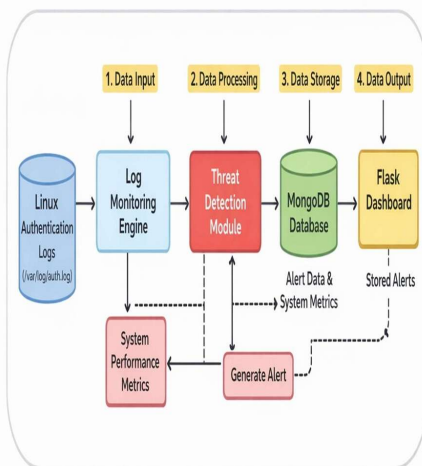 1. Data Input
2. Data Processing
3. Data Storage
4. Data Output
Linux
Authentication
Logs
(/var/log/auth.log)
Log
Monitoring
Engine
Threat
Detection
Module
MongoDB
Database
Flask
Dashboard
Alert Data &
System Metrics
Stored Alerts
System
Performance
Metrics
Generate Alert